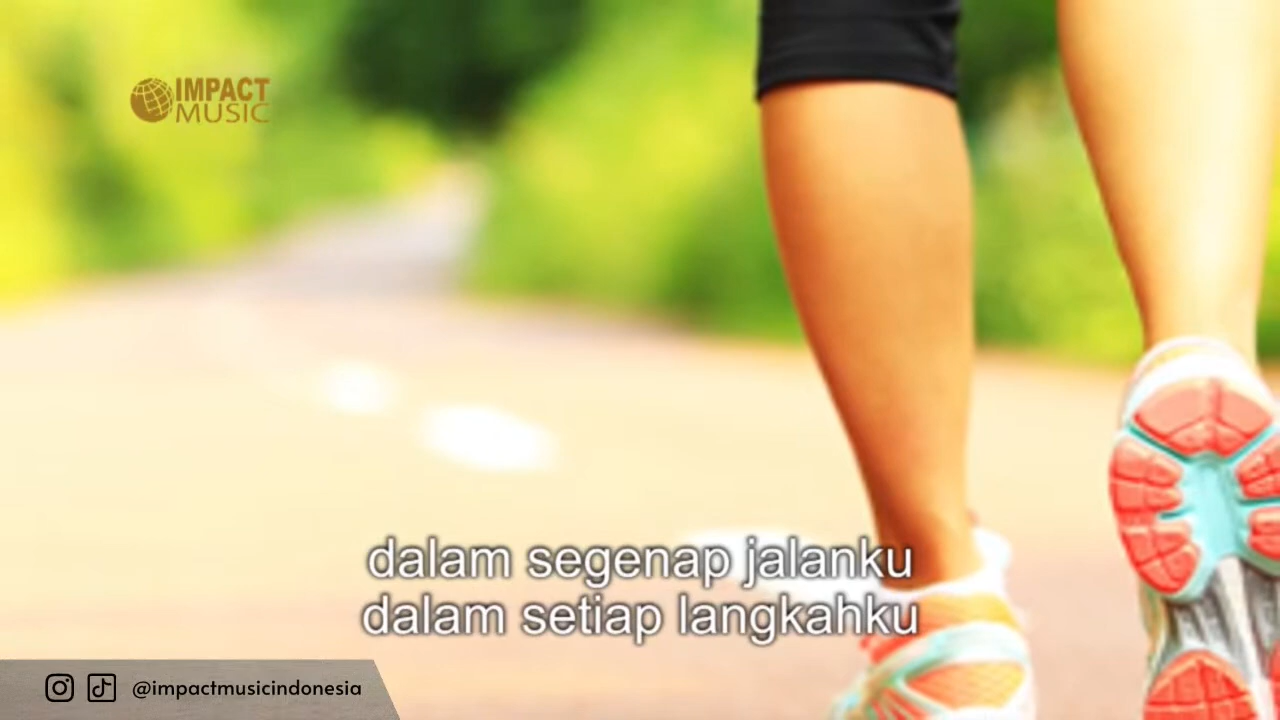 IMPACT
MUSIC
dalam segenap jalanku
dalam setiap langkahku
@impactmusicindonesia